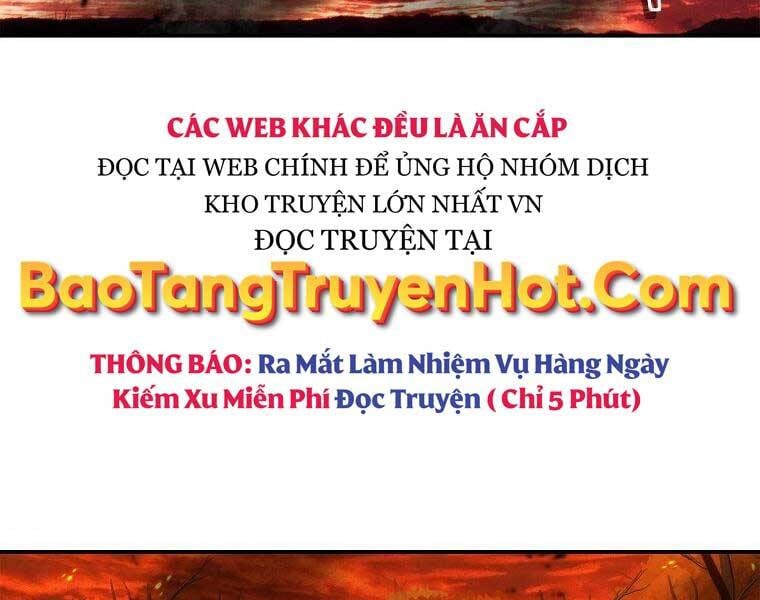 CÁC WEB KHÁC ĐỀU LÀ ĂN CẮP
ĐỌC TẠI WEB CHÍNH ĐỂ ỦNG HỘ NHÓM DỊCH
KHO TRUYỆN LỚN NHẤT VN
ĐỌC TRUYỆN TẠI
BaoTangTruyenHot.Com
THÔNG BÁO: Ra Mắt Làm Nhiệm Vụ Hàng Ngày
Kiếm Xu Miễn Phí Đọc Truyện ( Chỉ 5 Phút)